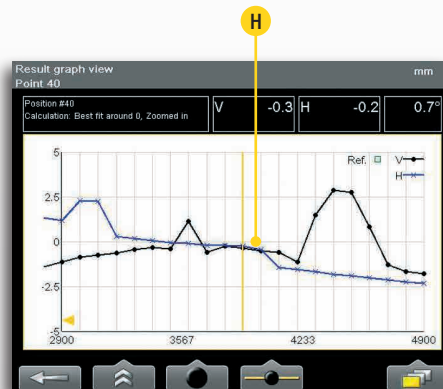 H
Result graph view
Point 40
mm
Position #40
Calculation: Best fit around 0, Zoomed in
V -0.3
H -0.2
0.7°
Ref. V
H
5
2.5
0
-2.5
-5
2900 3567 4233 4900